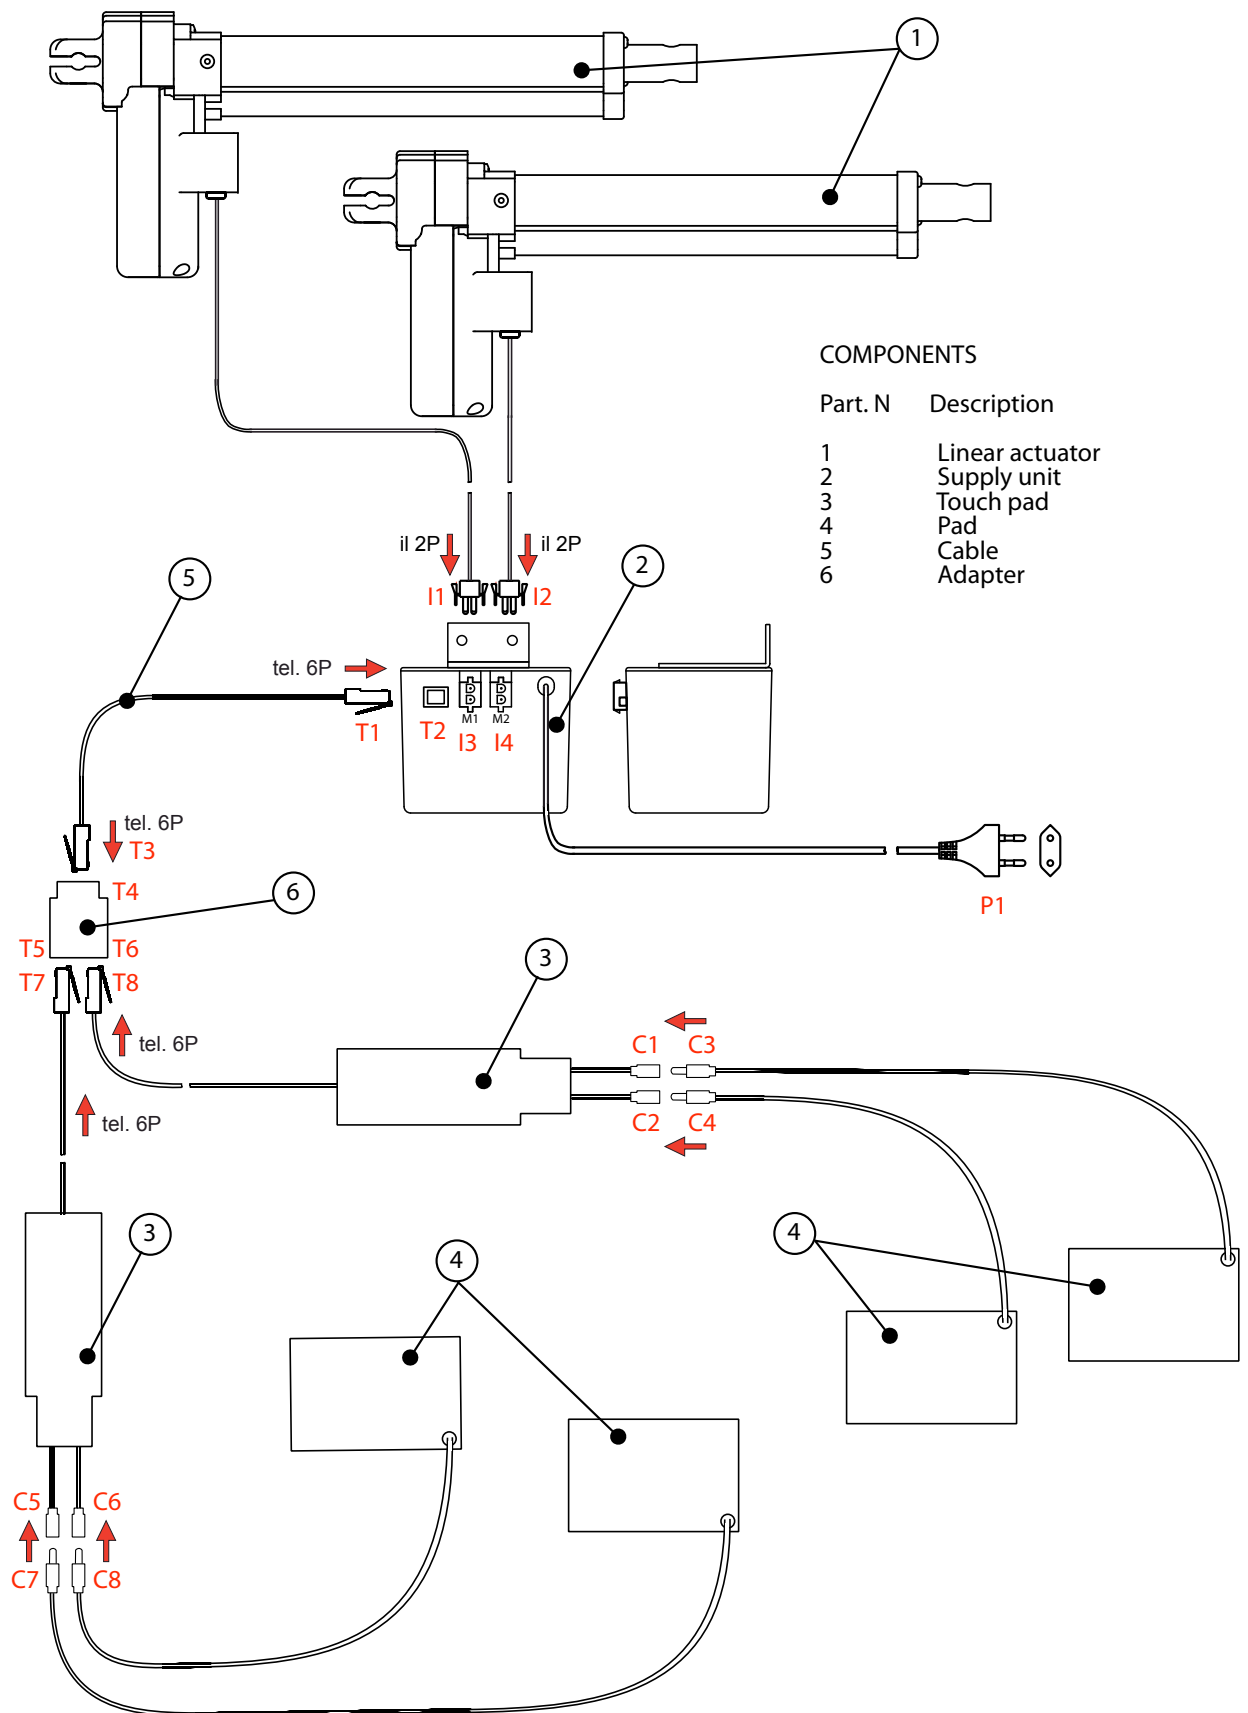 1
COMPONENTS
Part. N Description
1 Linear actuator
2 Supply unit
3 Touch pad
4 Pad
5 Cable
6 Adapter
il 2P
il 2P
I1
I2
2
5
tel. 6P
T1
T2
M1
M2
I3
I4
tel. 6P
T3
T4
6
P1
T5
T6
T7
T8
tel. 6P
3
C1
C3
C2
C4
tel. 6P
3
4
4
C5
C6
C7
C8